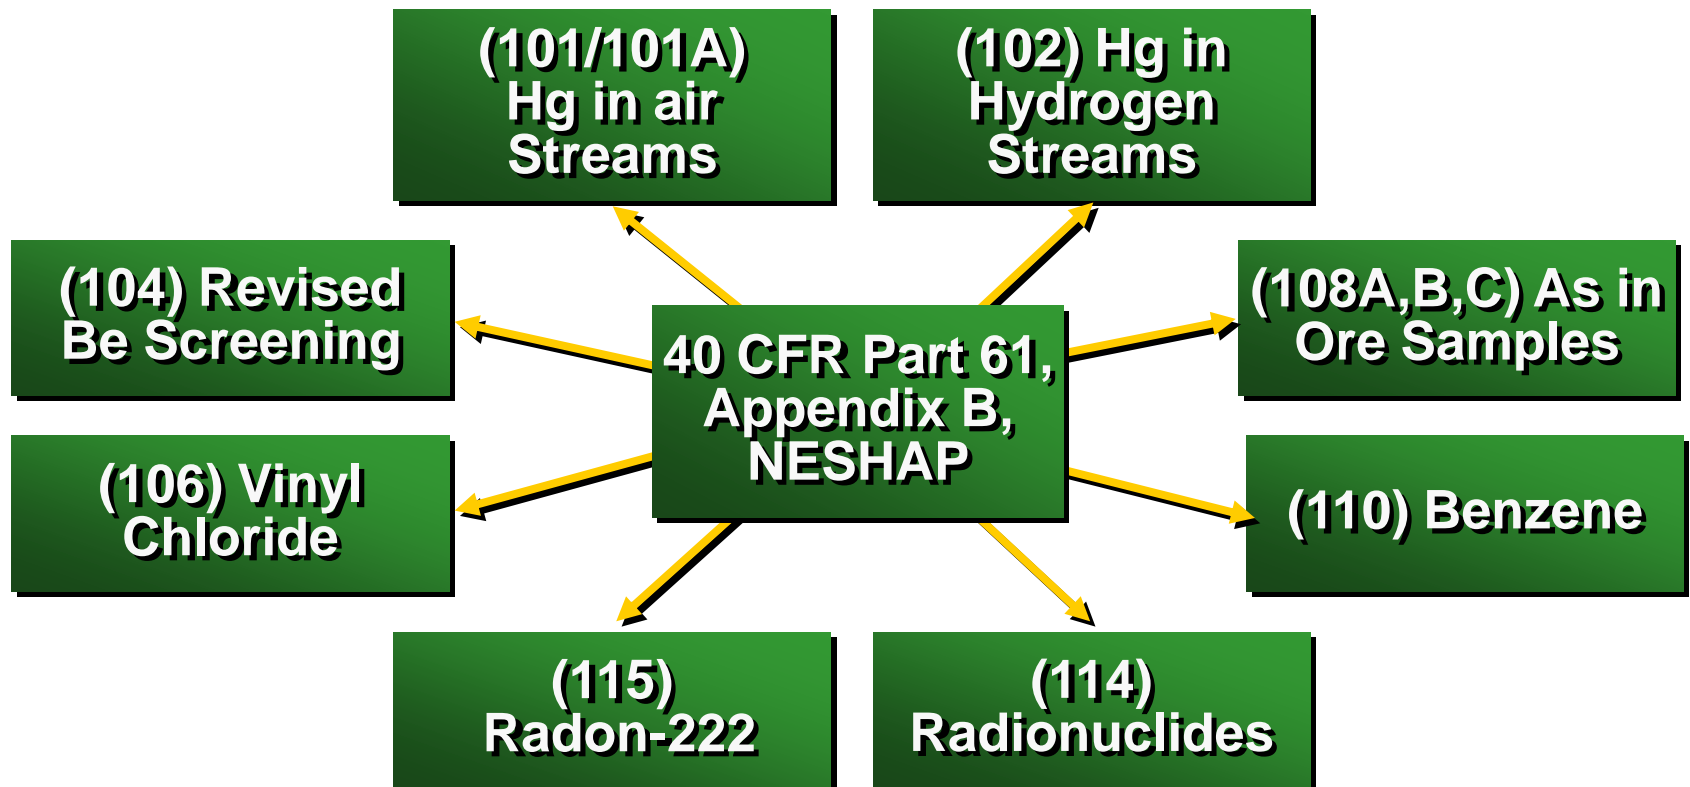 (101/101A)
Hg in air
Streams
(102) Hg in
Hydrogen
Streams
(104) Revised
Be Screening
(108A,B,C) As in
Ore Samples
40 CFR Part 61,
Appendix B,
NESHAP
(106) Vinyl
Chloride
(110) Benzene
(115)
Radon-222
(114)
Radionuclides